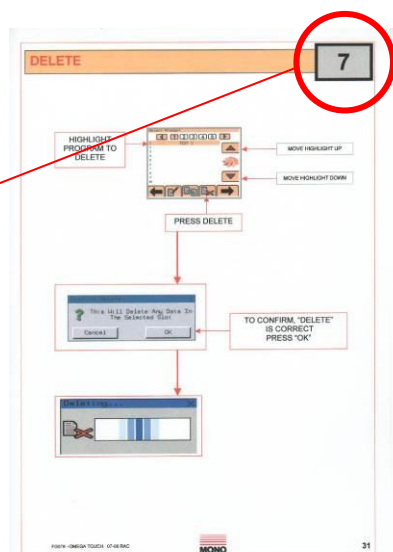 DELETE
7
HIGHLIGHT
PROGRAM TO
DELETE
MOVE HIGHLIGHT UP
MOVE HIGHLIGHT DOWN
PRESS DELETE
This Will Delete Any Data In
The Selected Slot
Cancel
OK
TO CONFIRM, "DELETE"
IS CORRECT
PRESS "OK"
Deleting...
MONO
31